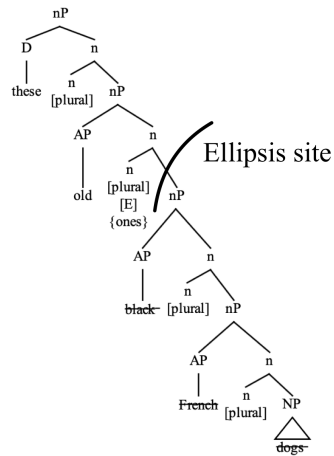 nP
D n
these n nP
[plural]
AP n
Ellipsis site
old n nP
[plural]
[E]
{ones}
AP n
black n nP
[plural]
AP n
French n NP
[plural]
dogs